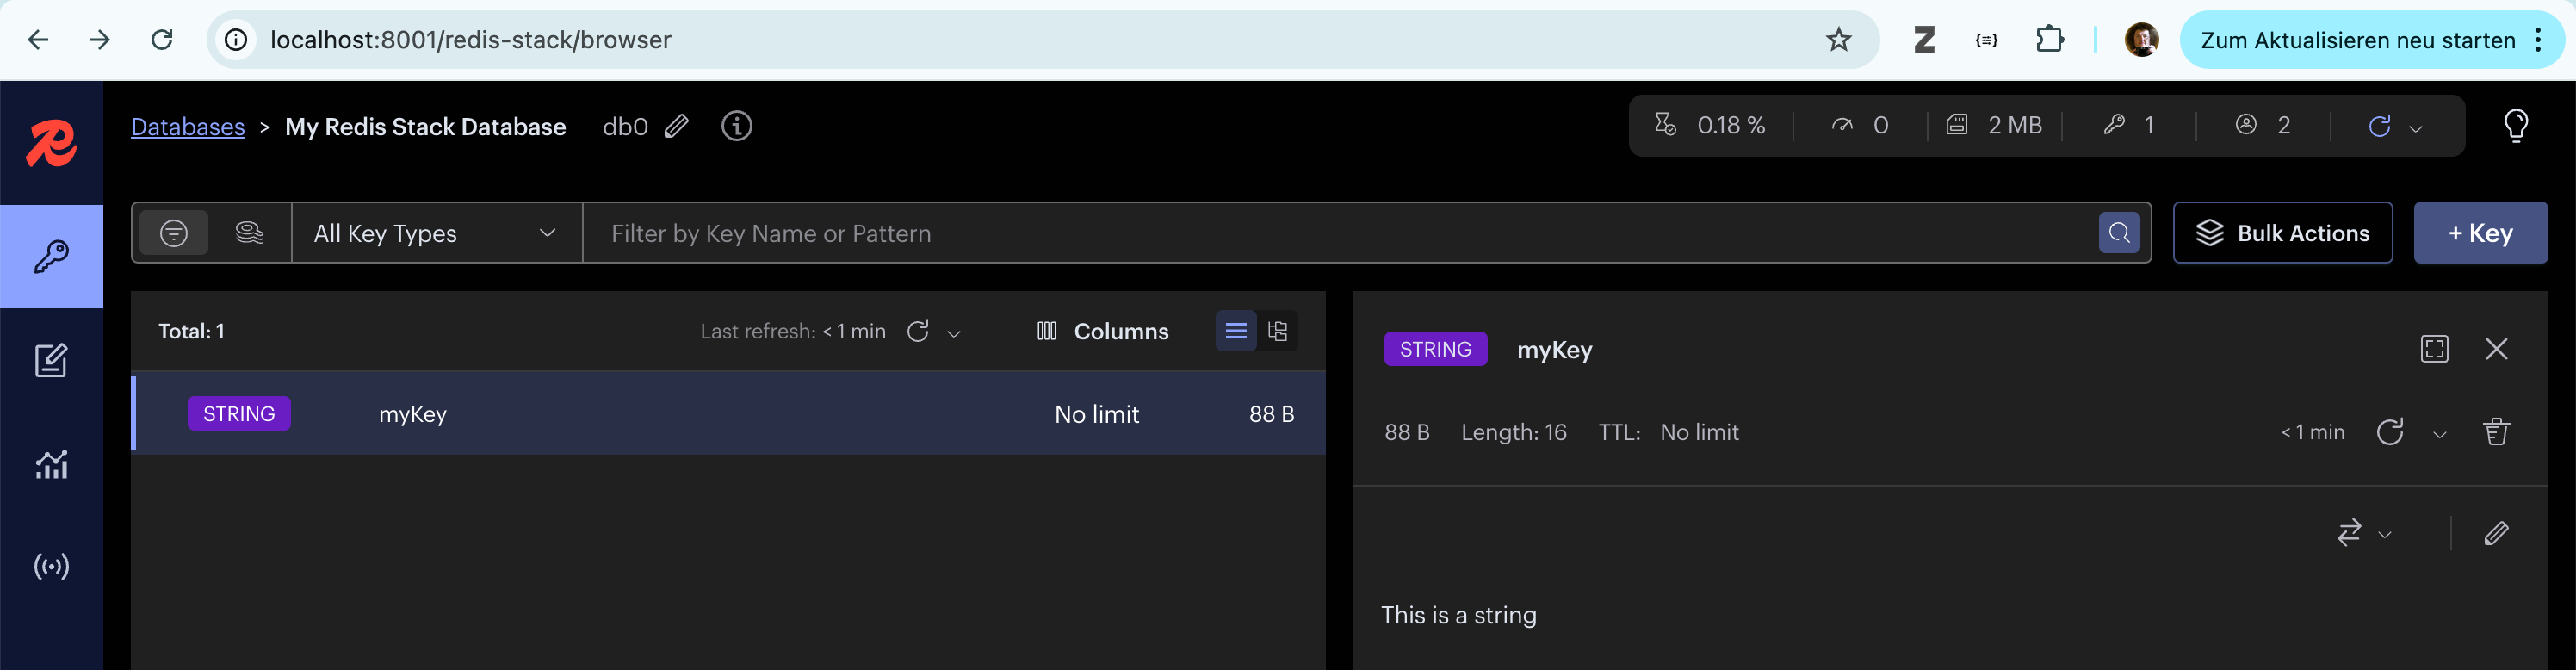 localhost:8001/redis-stack/browser
Zum Aktualisieren neu starten
Databases > My Redis Stack Database db0
0.18 % 0 2 MB 1 2
All Key Types Filter by Key Name or Pattern
Bulk Actions
+ Key
Total: 1 Last refresh: < 1 min Columns
STRING myKey No limit 88 B
STRING myKey
88 B Length: 16 TTL: No limit < 1 min
This is a string